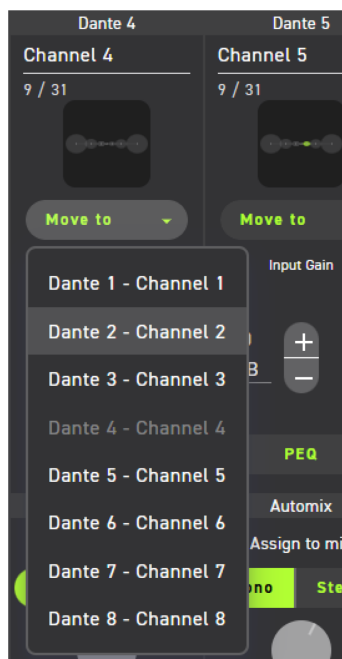 Dante 4
Dante 5
Channel 4
Channel 5
9 / 31
9 / 31
Move to
Move to
Dante 1 - Channel 1
Dante 2 - Channel 2
Dante 3 - Channel 3
Dante 4 - Channel 4
Dante 5 - Channel 5
Dante 6 - Channel 6
Dante 7 - Channel 7
Dante 8 - Channel 8
Input Gain
B
+
−
PEQ
Automix
Assign to mi
no
Ste